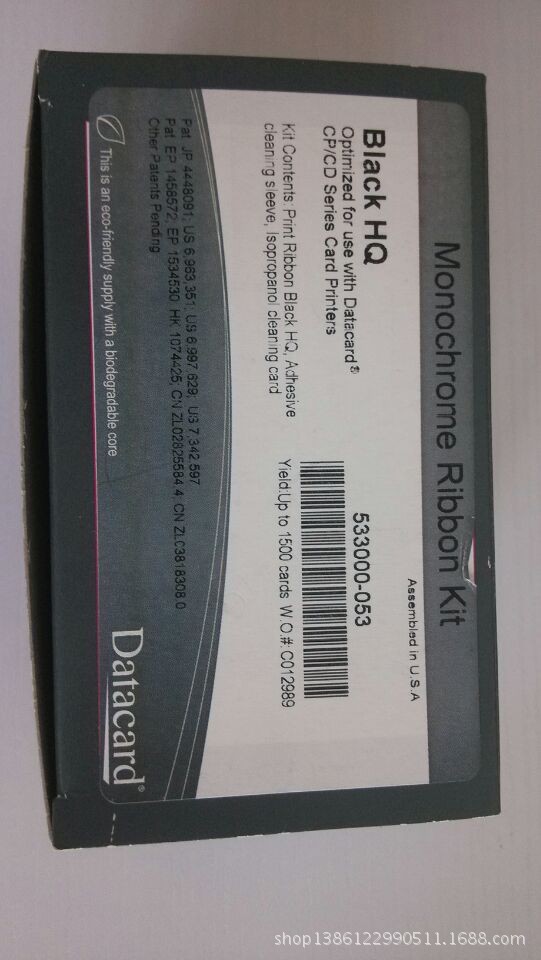 Monochrome Ribbon Kit
Assembled in U.S.A
Black HQ
Optimized for use with Datacard®
CP/CD Series Card Printers
533000-053
Kit Contents: Print Ribbon Black HQ, Adhesive
cleaning sleeve, Isopropanol cleaning card
Yield:Up to 1500 cards W.O.#: C012989
Pat. JP 4448091; US 6,963,351; US 6,997,629; US 7,342,597
Pat. EP 1458572; EP 1534530; HK 1074425; CN ZL02825584.4; CN ZL03818308.0
Other Patents Pending
This is an eco-friendly supply with a biodegradable core
Datacard®
shop1386122990511.1688.com